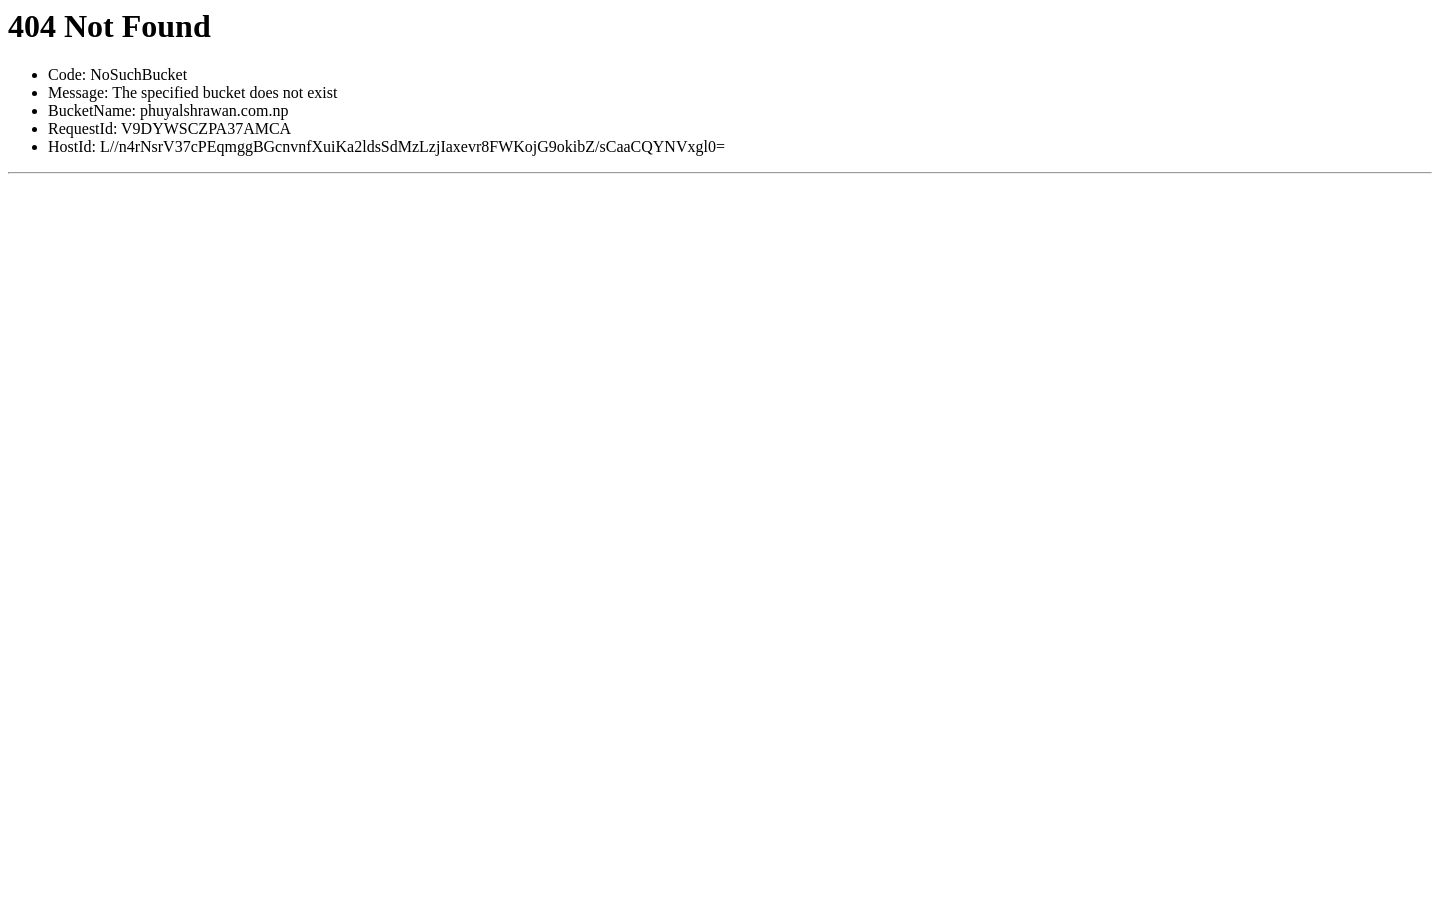 404 Not Found
Code: NoSuchBucket
Message: The specified bucket does not exist
BucketName: phuyalshrawan.com.np
RequestId: V9DYWSCZPA37AMCA
HostId: L//n4rNsrV37cPEqmggBGcnvnfXuiKa2ldsSdMzLzjIaxevr8FWKojG9okibZ/sCaaCQYNVxgl0=